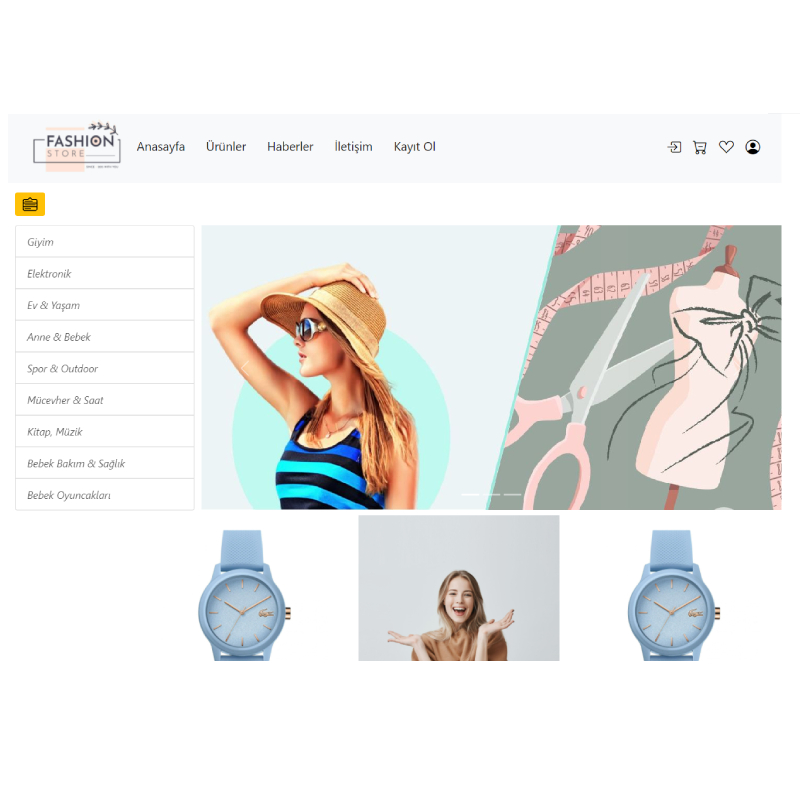 FASHION
STORE
Anasayfa Ürünler Haberler İletişim Kayıt Ol
Giyim
Elektronik
Ev & Yaşam
Anne & Bebek
Spor & Outdoor
Mücevher & Saat
Kitap, Müzik
Bebek Bakım & Sağlık
Bebek Oyuncakları